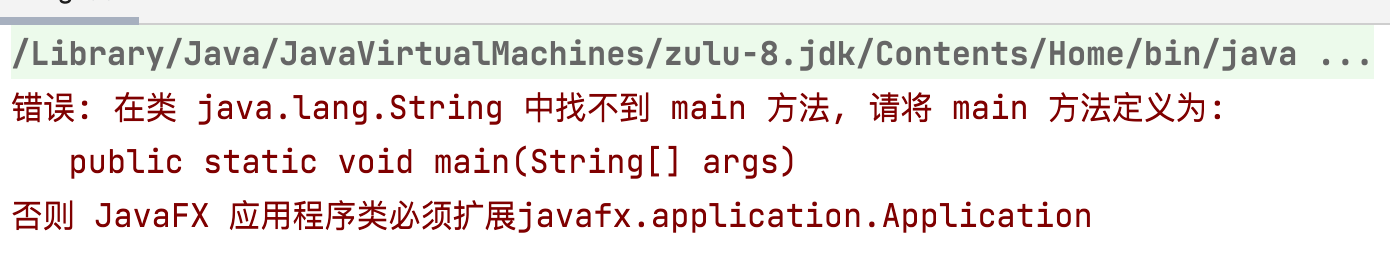 /Library/Java/JavaVirtualMachines/zulu-8.jdk/Contents/Home/bin/java ...
错误: 在类 java.lang.String 中找不到 main 方法, 请将 main 方法定义为:
   public static void main(String[] args)
否则 JavaFX 应用程序类必须扩展javafx.application.Application